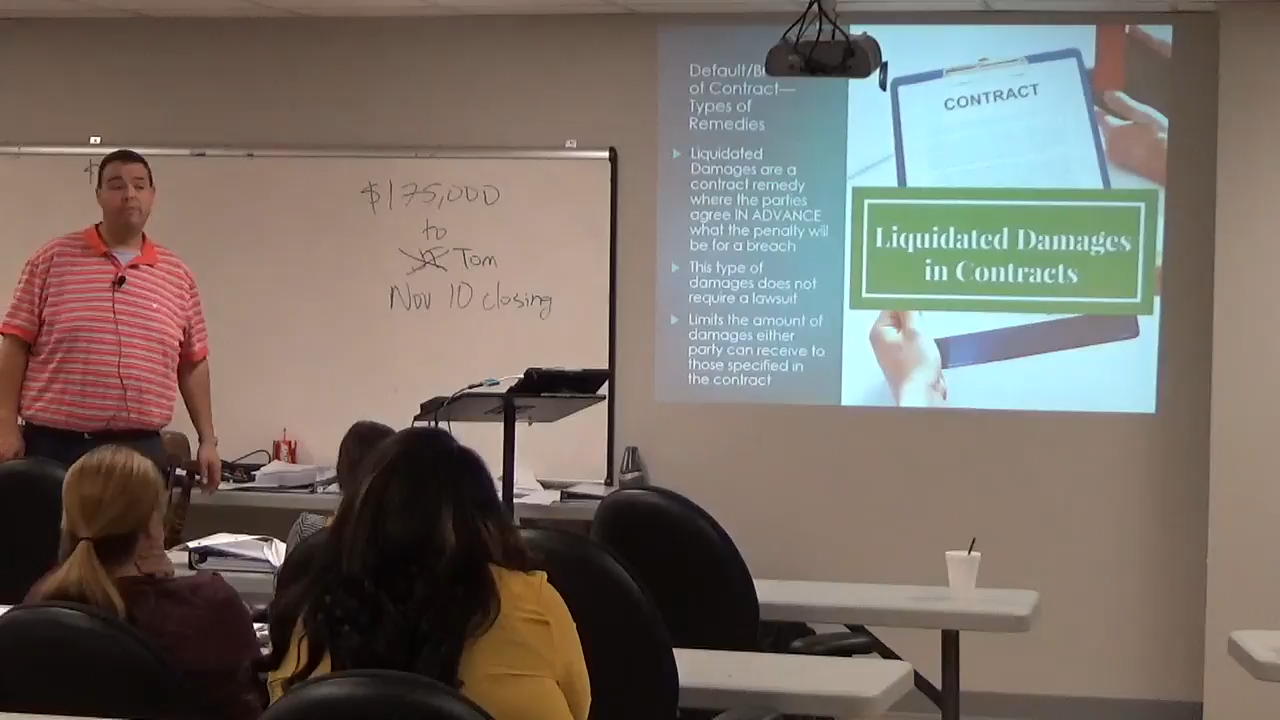 $175,000
to
Tom
Nov 10 closing
of Contract—
Types of
Remedies
Liquidated
Damages are a
contract remedy
where the parties
agree IN ADVANCE
what the penalty will
be for a breach
This type of
damages does not
require a lawsuit
Limits the amount of
damages either
party can receive to
those specified in
the contract
CONTRACT
Liquidated Damages
in Contracts